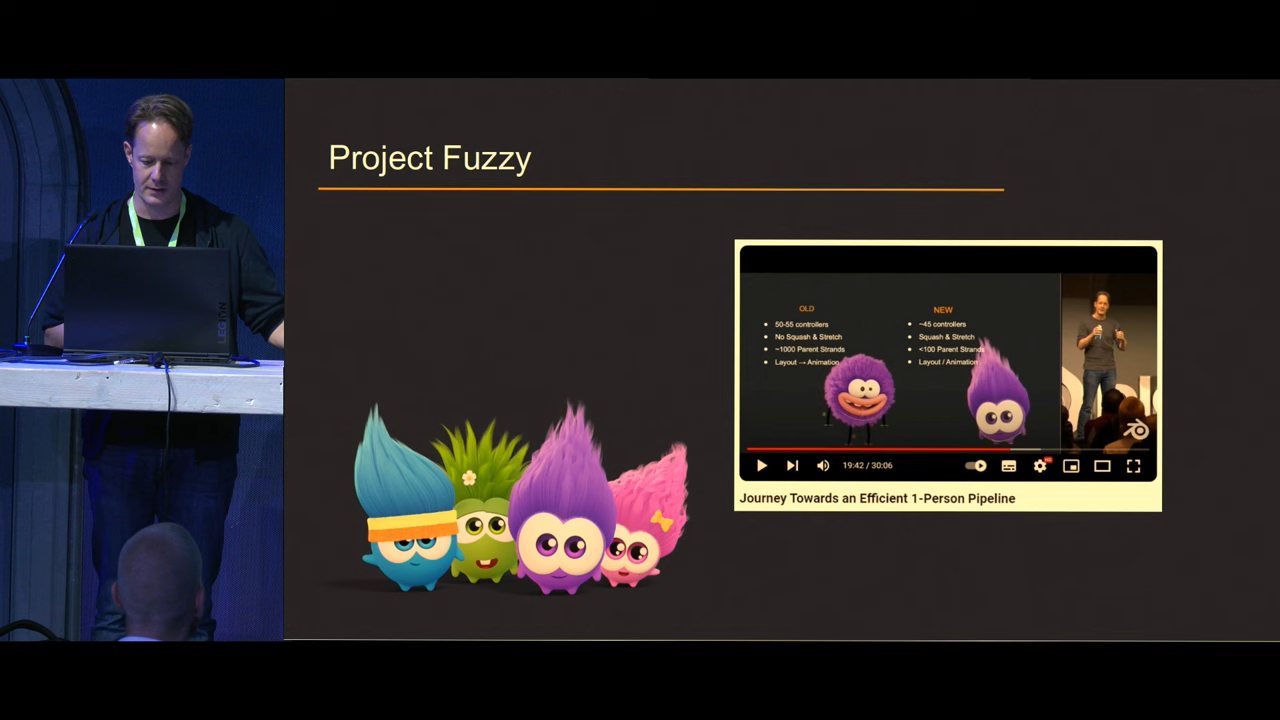 Project Fuzzy
OLD
50-55 controllers
No Squash & Stretch
~1000 Parent Strands
Layout → Animation
NEW
~45 controllers
Squash & Stretch
<100 Parent Strands
Layout / Animation
19:42 / 30:06
Journey Towards an Efficient 1-Person Pipeline
LEGION